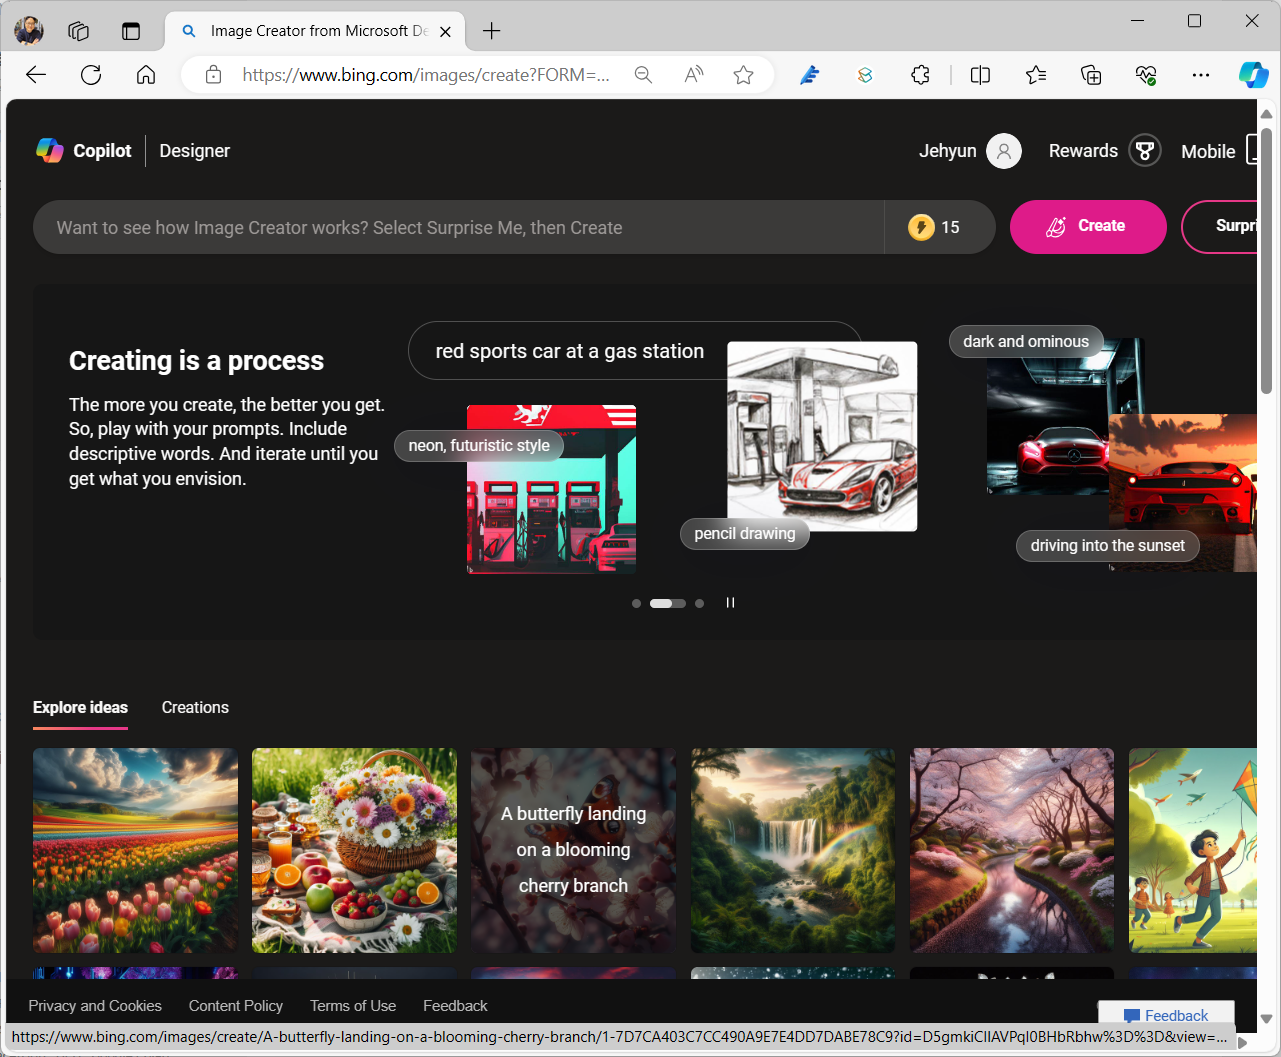 Image Creator from Microsoft De
https://www.bing.com/images/create?FORM=...
Copilot
Designer
Jehyun
Rewards
Mobile
Want to see how Image Creator works? Select Surprise Me, then Create
15
Create
Surpri
Creating is a process
The more you create, the better you get.
So, play with your prompts. Include
descriptive words. And iterate until you
get what you envision.
red sports car at a gas station
neon, futuristic style
pencil drawing
dark and ominous
driving into the sunset
Explore ideas
Creations
A butterfly landing
on a blooming
cherry branch
Privacy and Cookies
Content Policy
Terms of Use
Feedback
Feedback
https://www.bing.com/images/create/A-butterfly-landing-on-a-blooming-cherry-branch/1-7D7CA403C7CC490A9E7E4DD7DABE78C9?id=D5gmkiCIIAVPqI0BHbRbhw%3D%3D&view=...